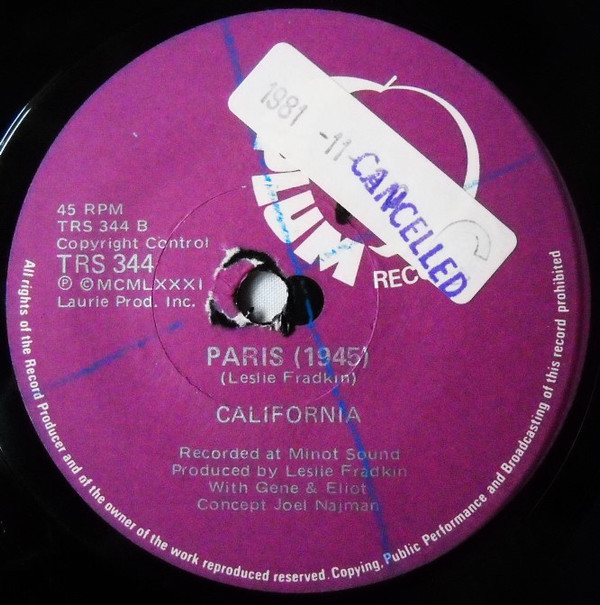 1981 -11
CANCELLED
UM
REC
45 RPM
TRS 344 B
Copyright Control
TRS 344
℗ ©MCMLXXXI
Laurie Prod. Inc.
PARIS (1945)
(Leslie Fradkin)
CALIFORNIA
Recorded at Minot Sound
Produced by Leslie Fradkin
With Gene & Eliot
Concept Joel Najman
All rights of the Record Producer and of the owner of the work reproduced reserved. Copying, Public Performance and Broadcasting of this record prohibited